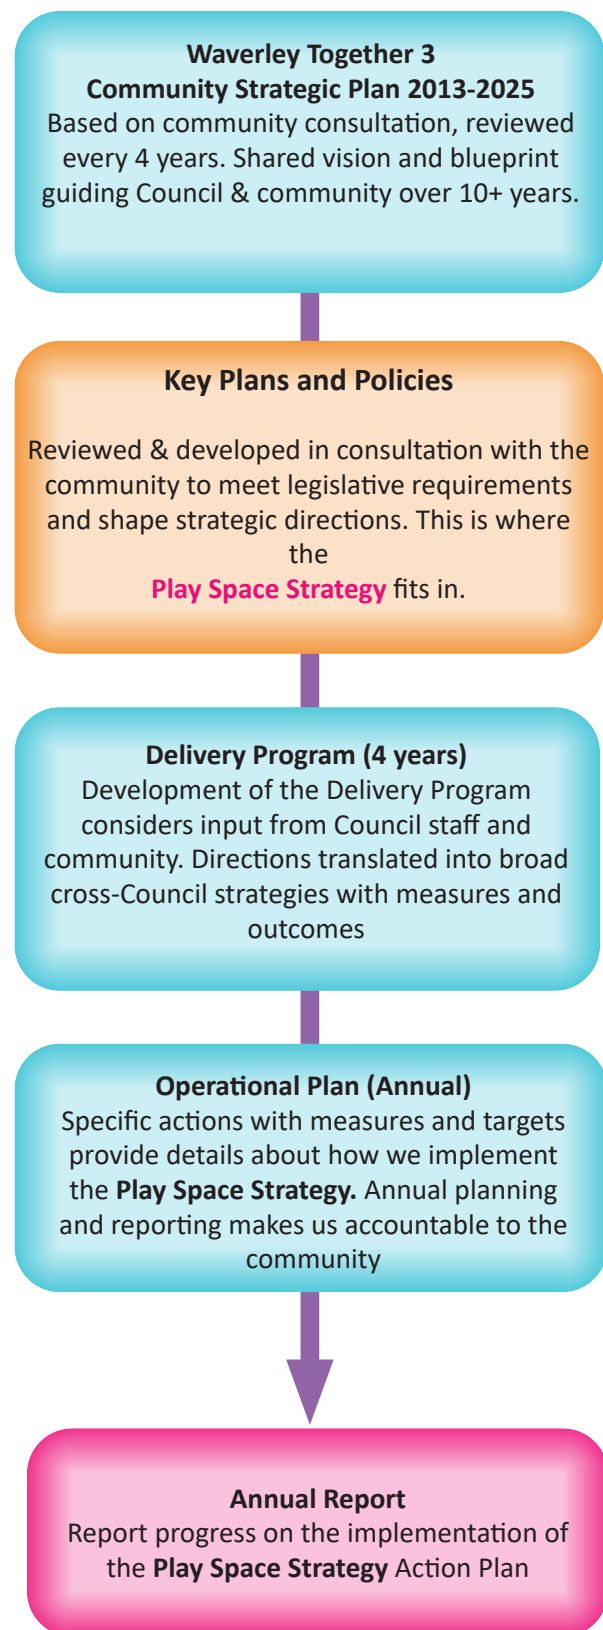 Waverley Together 3
Community Strategic Plan 2013-2025
Based on community consultation, reviewed
every 4 years. Shared vision and blueprint
guiding Council & community over 10+ years.
Key Plans and Policies
Reviewed & developed in consultation with the
community to meet legislative requirements
and shape strategic directions. This is where
the
Play Space Strategy fits in.
Delivery Program (4 years)
Development of the Delivery Program
considers input from Council staff and
community. Directions translated into broad
cross-Council strategies with measures and
outcomes
Operational Plan (Annual)
Specific actions with measures and targets
provide details about how we implement
the Play Space Strategy. Annual planning
and reporting makes us accountable to the
community
Annual Report
Report progress on the implementation of
the Play Space Strategy Action Plan